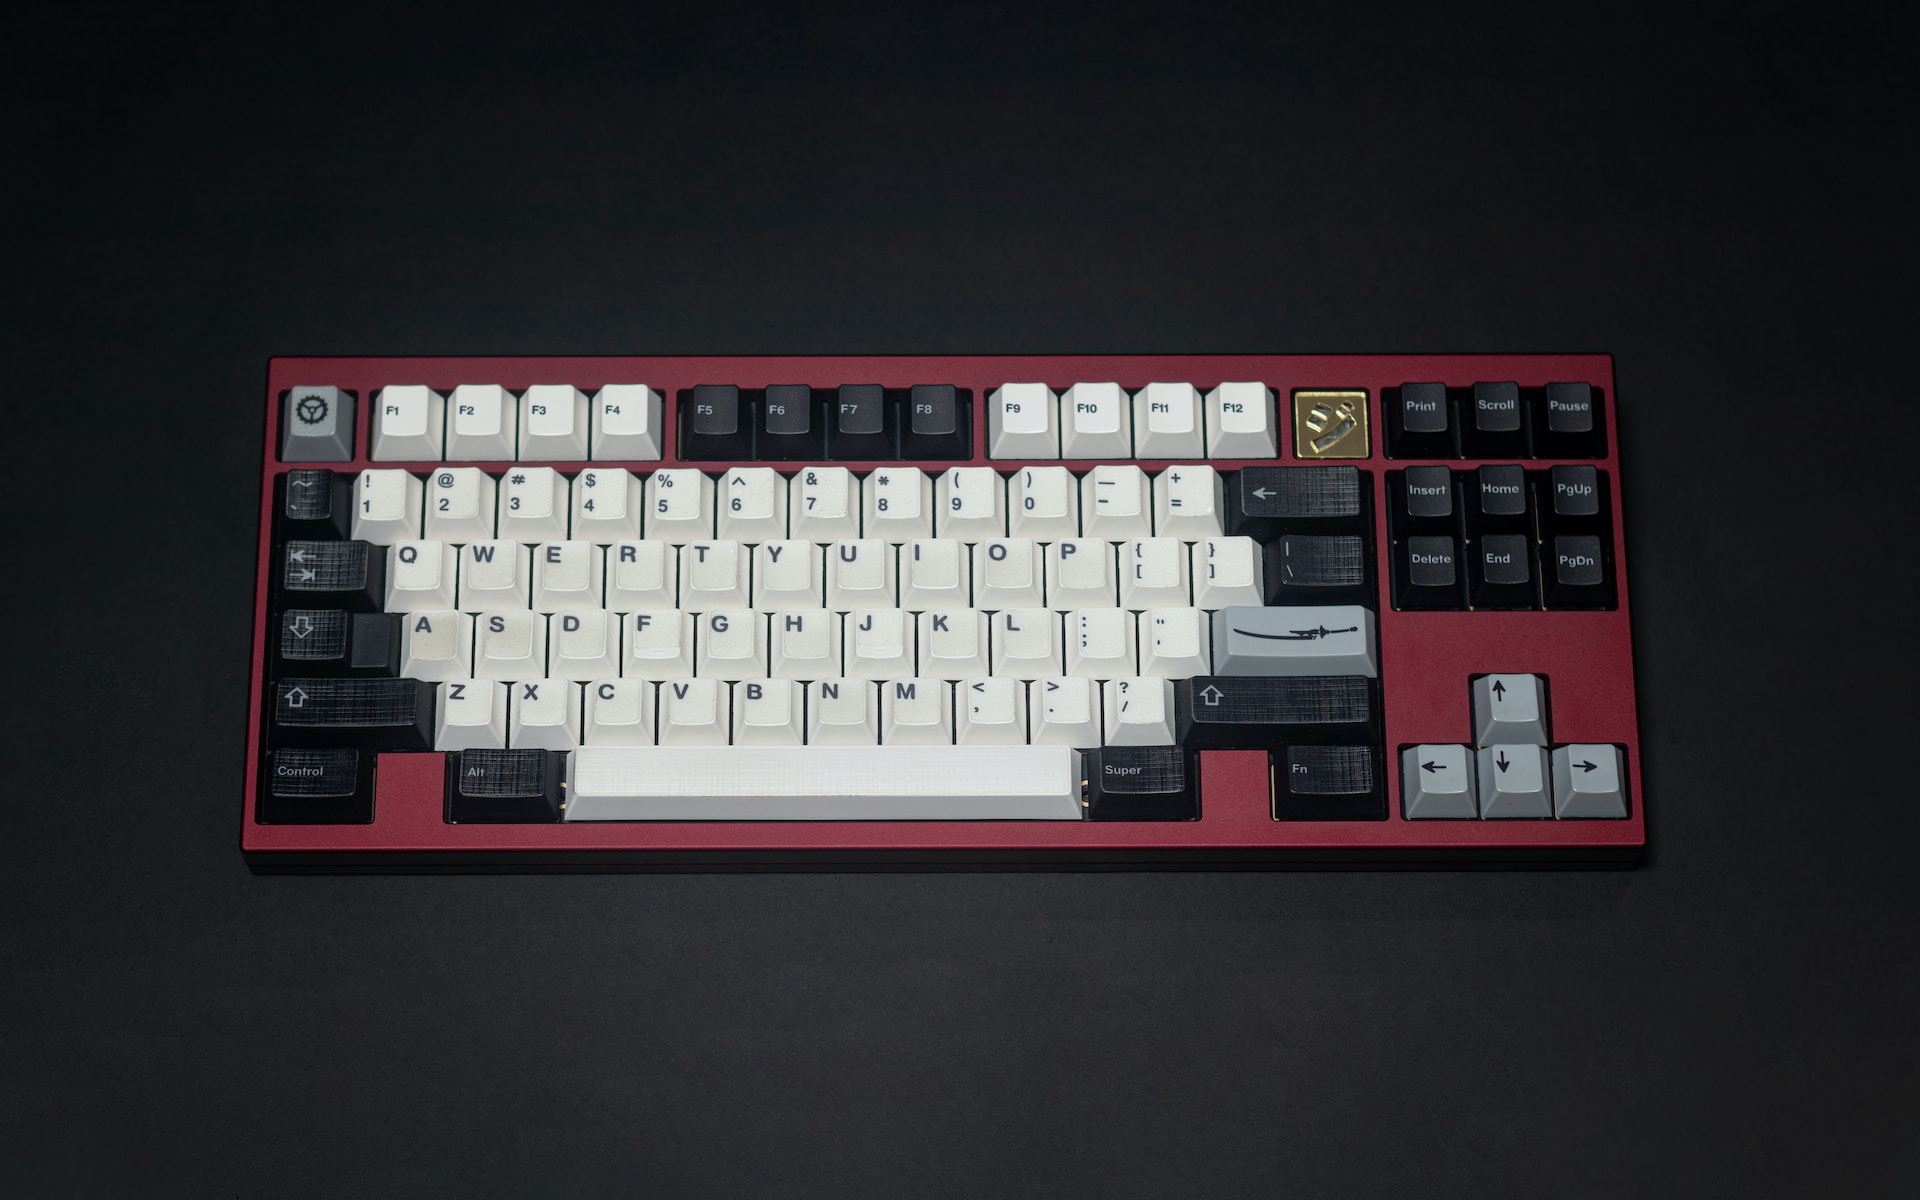 F1 F2 F3 F4 F5 F6 F7 F8 F9 F10 F11 F12 Print Scroll Pause
~ ! @ # $ % ^ & * ( ) — + ←
` 1 2 3 4 5 6 7 8 9 0 - = Insert Home PgUp
⇤ Q W E R T Y U I O P { } |
⇥ [ ] \ Delete End PgDn
⇩ A S D F G H J K L : "
; '
⇧ Z X C V B N M < > ? ⇧ ↑
, . /
Control Alt Super Fn ← ↓ →